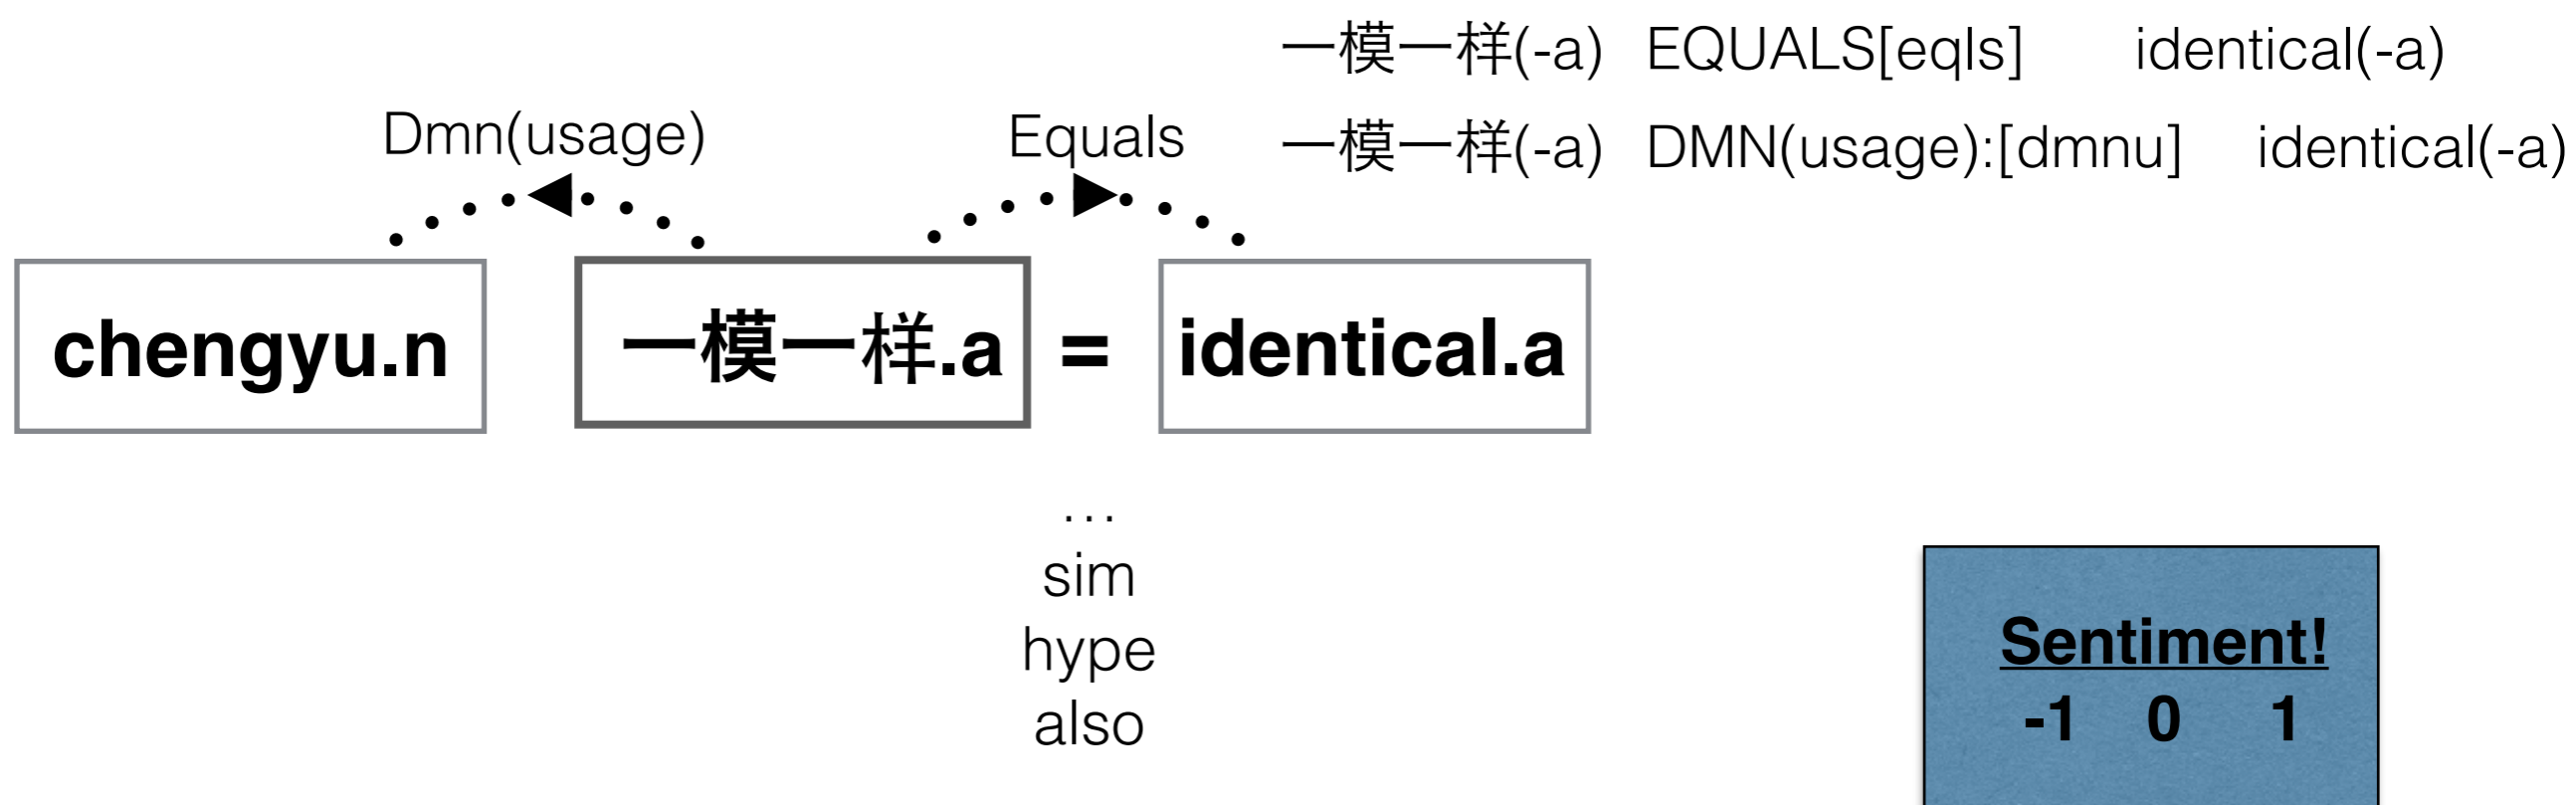 一模一样(-a) EQUALS[eqls] identical(-a)
Dmn(usage) Equals 一模一样(-a) DMN(usage):[dmnu] identical(-a)
chengyu.n 一模一样.a = identical.a
...
sim
hype
also
Sentiment!
-1 0 1